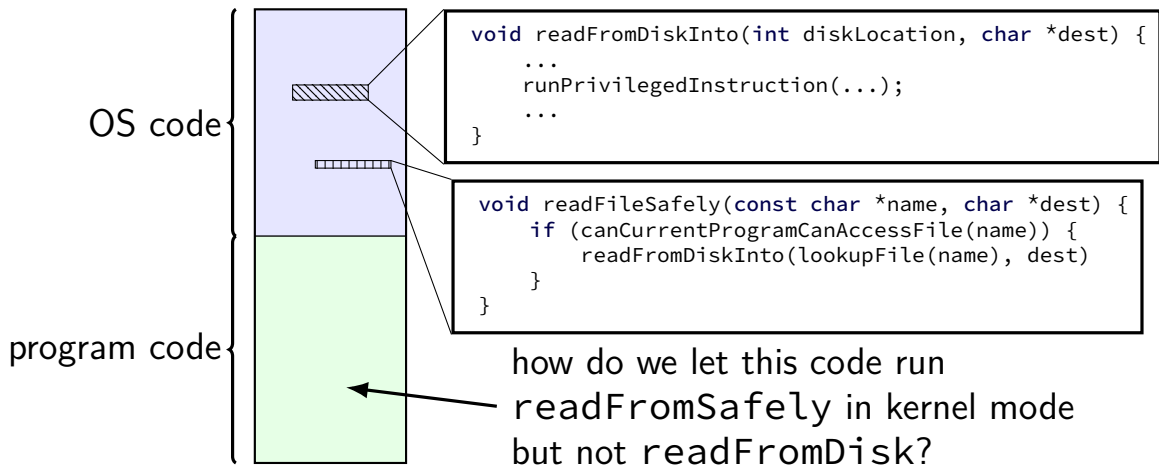 void readFromDiskInto(int diskLocation, char *dest) {
...
runPrivilegedInstruction(...);
...
}
OS code
void readFileSafely(const char *name, char *dest) {
if (canCurrentProgramCanAccessFile(name)) {
readFromDiskInto(lookupFile(name), dest)
}
}
program code
how do we let this code run
readFromSafely in kernel mode
but not readFromDisk?